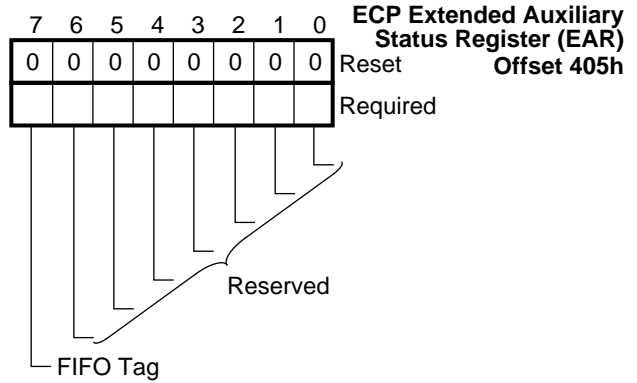 ECP Extended Auxiliary
Status Register (EAR)
Offset 405h
7 6 5 4 3 2 1 0
0 0 0 0 0 0 0 0 Reset
Required
Reserved
FIFO Tag